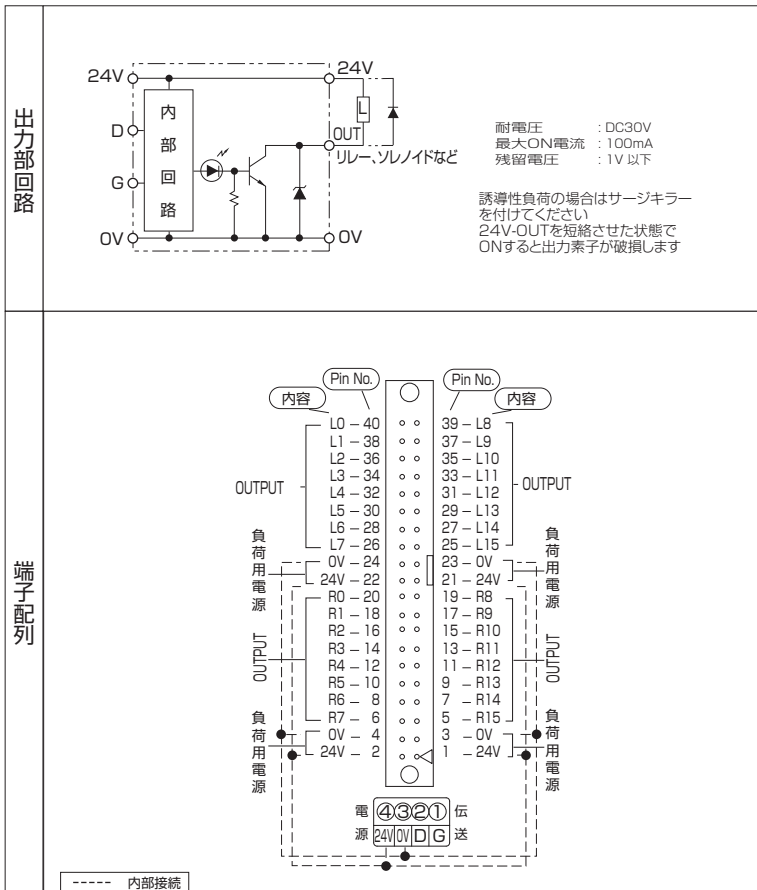 出力部回路
24V
24V
内部回路
D
G
L
OUT
リレー、ソレノイドなど
0V
0V
耐電圧 : DC30V
最大ON電流 : 100mA
残留電圧 : 1V 以下
誘導性負荷の場合はサージキラー
を付けてください
24V-OUTを短絡させた状態で
ONすると出力素子が破損します
端子配列
Pin No.
Pin No.
内容
内容
L0 – 40
39 – L8
L1 – 38
37 – L9
L2 – 36
35 – L10
L3 – 34
33 – L11
L4 – 32
31 – L12
L5 – 30
29 – L13
L6 – 28
27 – L14
L7 – 26
25 – L15
OUTPUT
OUTPUT
0V – 24
23 – 0V
24V – 22
21 – 24V
負荷用電源
負荷用電源
R0 – 20
19 – R8
R1 – 18
17 – R9
R2 – 16
15 – R10
R3 – 14
13 – R11
R4 – 12
11 – R12
R5 – 10
9 – R13
R6 – 8
7 – R14
R7 – 6
5 – R15
OUTPUT
OUTPUT
0V – 4
3 – 0V
24V – 2
1 – 24V
負荷用電源
負荷用電源
電源
④③②①
24V 0V D G
伝送
----- 内部接続